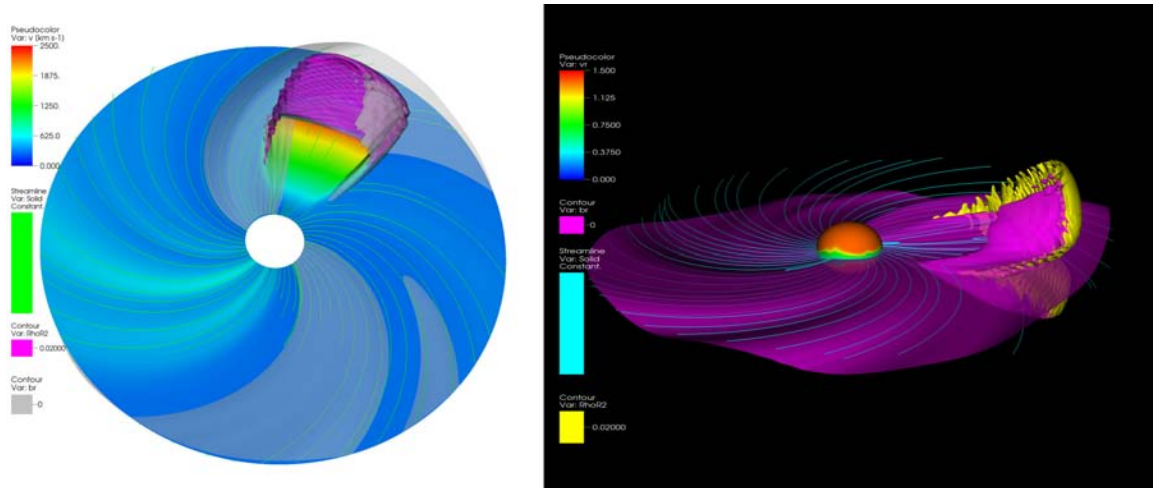 Pseudocolor
Var: v (km s-1)
2500.
1875.
1250
625.0
0.000
Streamline
Var: Solid
Constant.
Contour
Var: RhoR2
0.02000
Contour
Var: br
0
Pseudocolor
Var: vr
1.500
1.125
0.7500
0.3750
0.000
Contour
Var: br
0
Streamline
Var: Solid
Constant.
Contour
Var: RhoR2
0.02000